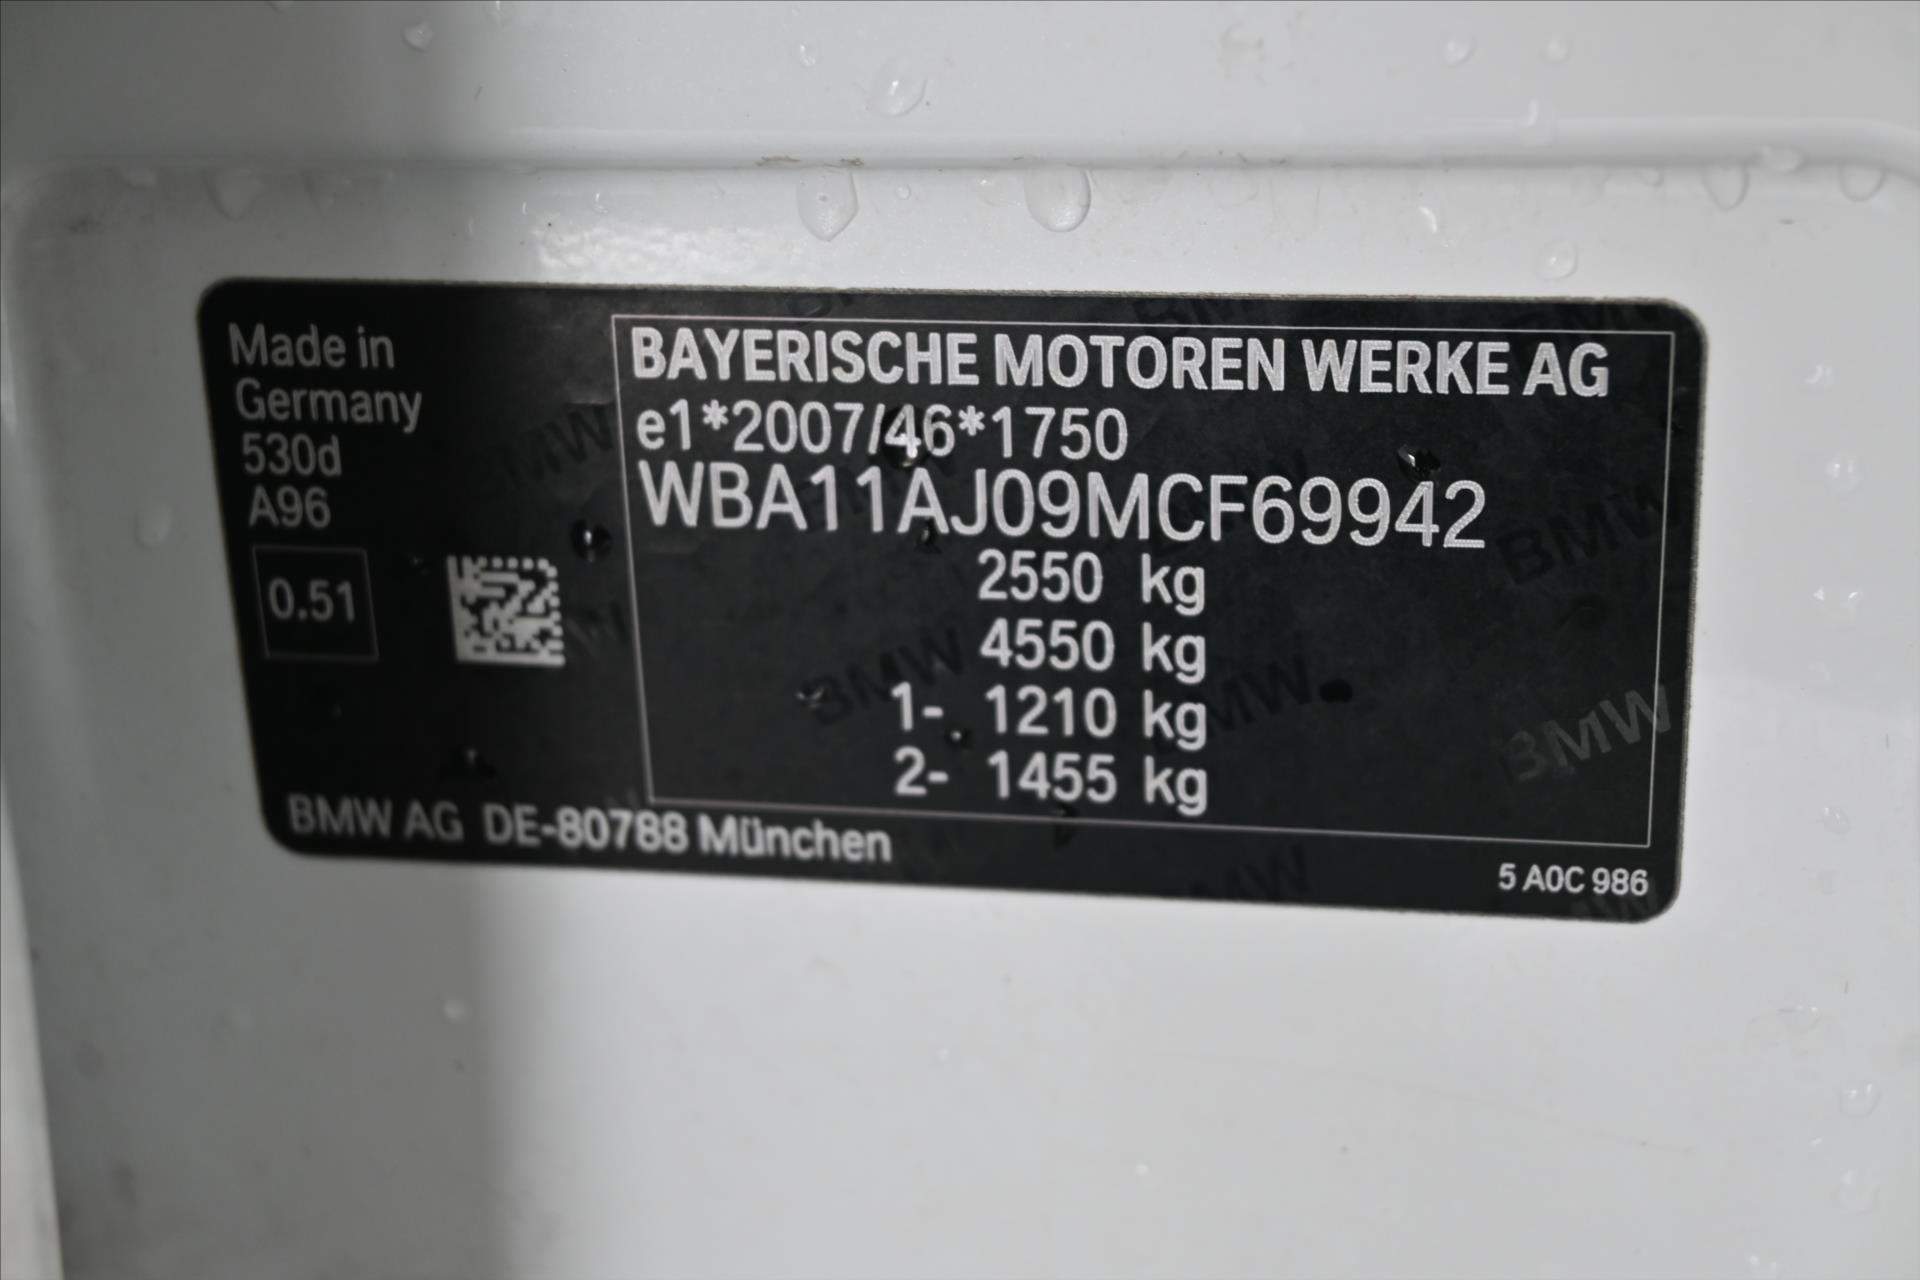 Made in
Germany
530d
A96
0.51
BAYERISCHE MOTOREN WERKE AG
e1*2007/46*1750
WBA11AJ09MCF69942
2550 kg
4550 kg
1- 1210 kg
2- 1455 kg
BMW AG DE-80788 München
5 A0C 986